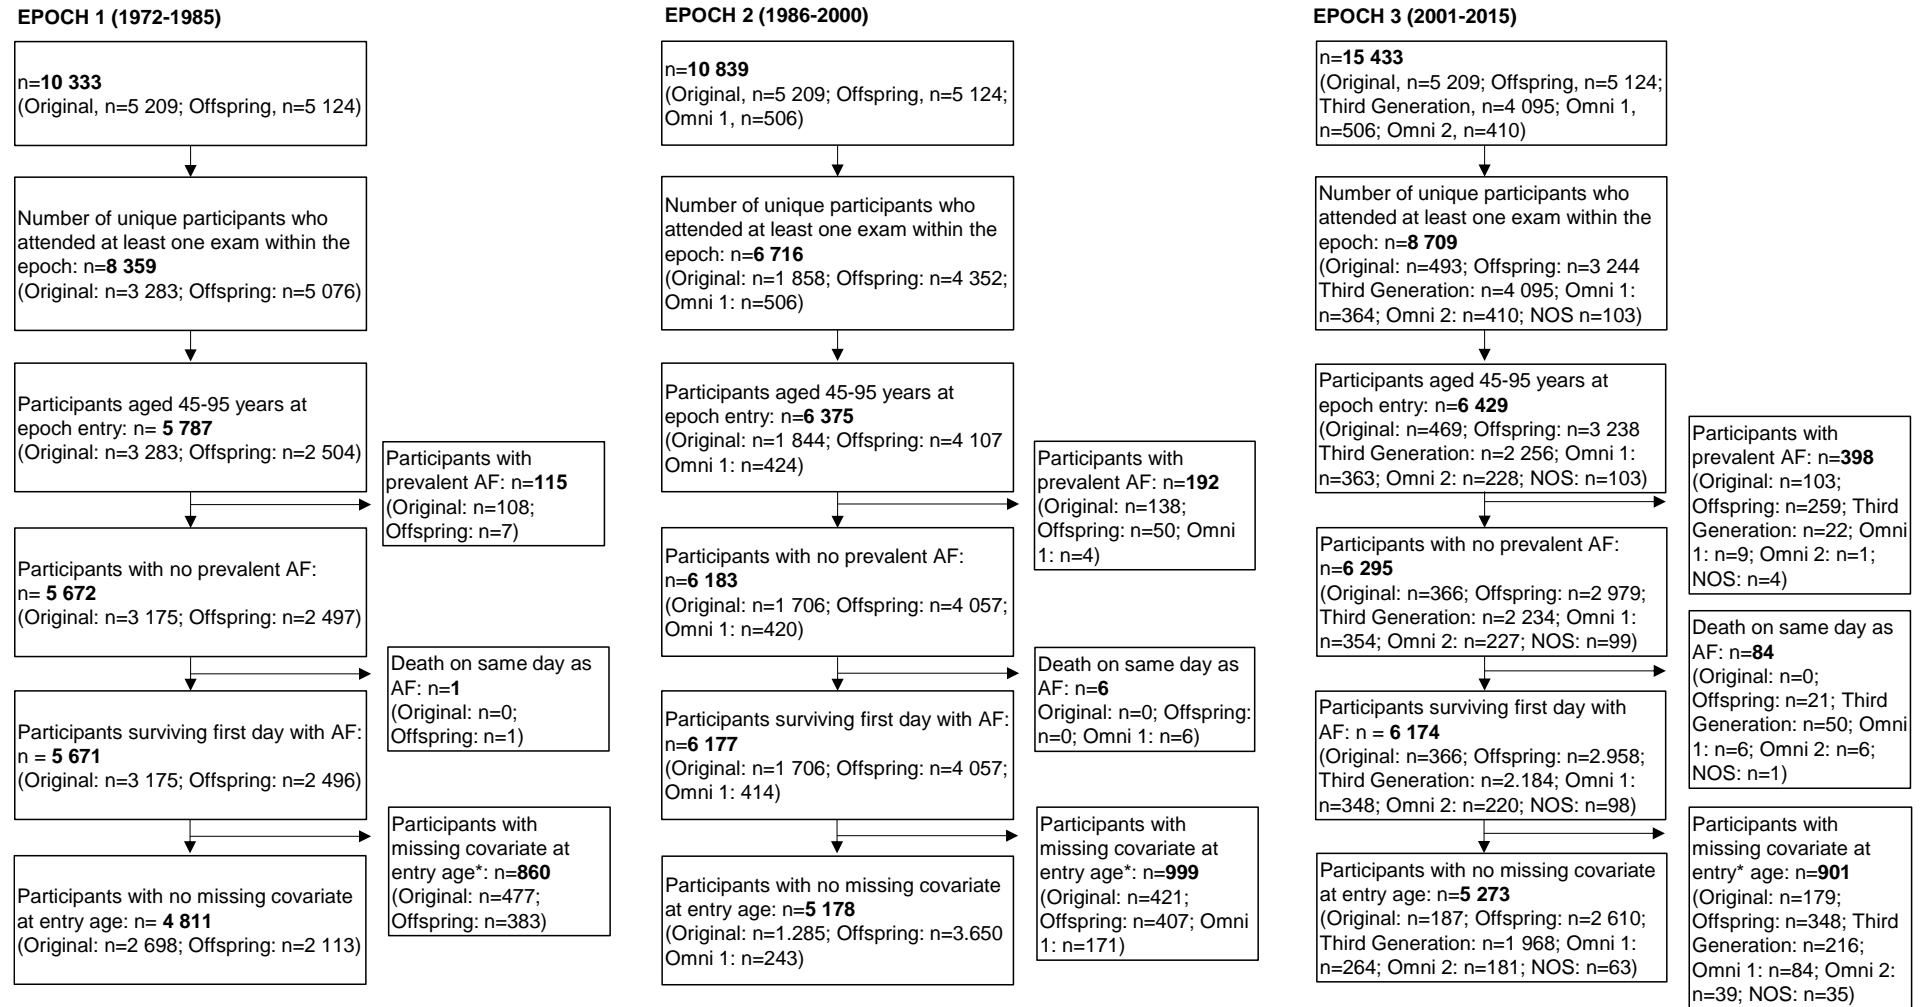 EPOCH 1 (1972-1985)
n=10 333
(Original, n=5 209; Offspring, n=5 124)
Number of unique participants who
attended at least one exam within the
epoch: n=8 359
(Original: n=3 283; Offspring: n=5 076)
Participants aged 45-95 years at
epoch entry: n= 5 787
(Original: n=3 283; Offspring: n=2 504)
Participants with
prevalent AF: n=115
(Original: n=108;
Offspring: n=7)
Participants with no prevalent AF:
n= 5 672
(Original: n=3 175; Offspring: n=2 497)
Death on same day as
AF: n=1
(Original: n=0;
Offspring: n=1)
Participants surviving first day with AF:
n = 5 671
(Original: n=3 175; Offspring: n=2 496)
Participants with
missing covariate at
entry age*: n=860
(Original: n=477;
Offspring: n=383)
Participants with no missing covariate
at entry age: n= 4 811
(Original: n=2 698; Offspring: n=2 113)
EPOCH 2 (1986-2000)
n=10 839
(Original, n=5 209; Offspring, n=5 124;
Omni 1, n=506)
Number of unique participants who
attended at least one exam within the
epoch: n=6 716
(Original: n=1 858; Offspring: n=4 352;
Omni 1: n=506)
Participants aged 45-95 years at
epoch entry: n=6 375
(Original: n=1 844; Offspring: n=4 107
Omni 1: n=424)
Participants with
prevalent AF: n=192
(Original: n=138;
Offspring: n=50; Omni
1: n=4)
Participants with no prevalent AF:
n=6 183
(Original: n=1 706; Offspring: n=4 057;
Omni 1: n=420)
Death on same day as
AF: n=6
Original: n=0; Offspring:
n=0; Omni 1: n=6)
Participants surviving first day with AF:
n=6 177
(Original: n=1 706; Offspring: n=4 057;
Omni 1: 414)
Participants with
missing covariate at
entry age*: n=999
(Original: n=421;
Offspring: n=407; Omni
1: n=171)
Participants with no missing covariate
at entry age: n=5 178
(Original: n=1.285; Offspring: n=3.650
Omni 1: n=243)
EPOCH 3 (2001-2015)
n=15 433
(Original, n=5 209; Offspring, n=5 124;
Third Generation, n=4 095; Omni 1,
n=506; Omni 2, n=410)
Number of unique participants who
attended at least one exam within the
epoch: n=8 709
(Original: n=493; Offspring: n=3 244
Third Generation: n=4 095; Omni 1:
n=364; Omni 2: n=410; NOS n=103)
Participants aged 45-95 years at
epoch entry: n=6 429
(Original: n=469; Offspring: n=3 238
Third Generation: n=2 256; Omni 1:
n=363; Omni 2: n=228; NOS: n=103)
Participants with
prevalent AF: n=398
(Original: n=103;
Offspring: n=259; Third
Generation: n=22; Omni
1: n=9; Omni 2: n=1;
NOS: n=4)
Participants with no prevalent AF:
n=6 295
(Original: n=366; Offspring: n=2 979;
Third Generation: n=2 234; Omni 1:
n=354; Omni 2: n=227; NOS: n=99)
Death on same day as
AF: n=84
(Original: n=0;
Offspring: n=21; Third
Generation: n=50; Omni
1: n=6; Omni 2: n=6;
NOS: n=1)
Participants surviving first day with
AF: n = 6 174
(Original: n=366; Offspring: n=2.958;
Third Generation: n=2.184; Omni 1:
n=348; Omni 2: n=220; NOS: n=98)
Participants with
missing covariate at
entry* age: n=901
(Original: n=179;
Offspring: n=348; Third
Generation: n=216;
Omni 1: n=84; Omni 2:
n=39; NOS: n=35)
Participants with no missing covariate
at entry age: n=5 273
(Original: n=187; Offspring: n=2 610;
Third Generation: n=1 968; Omni 1:
n=264; Omni 2: n=181; NOS: n=63)